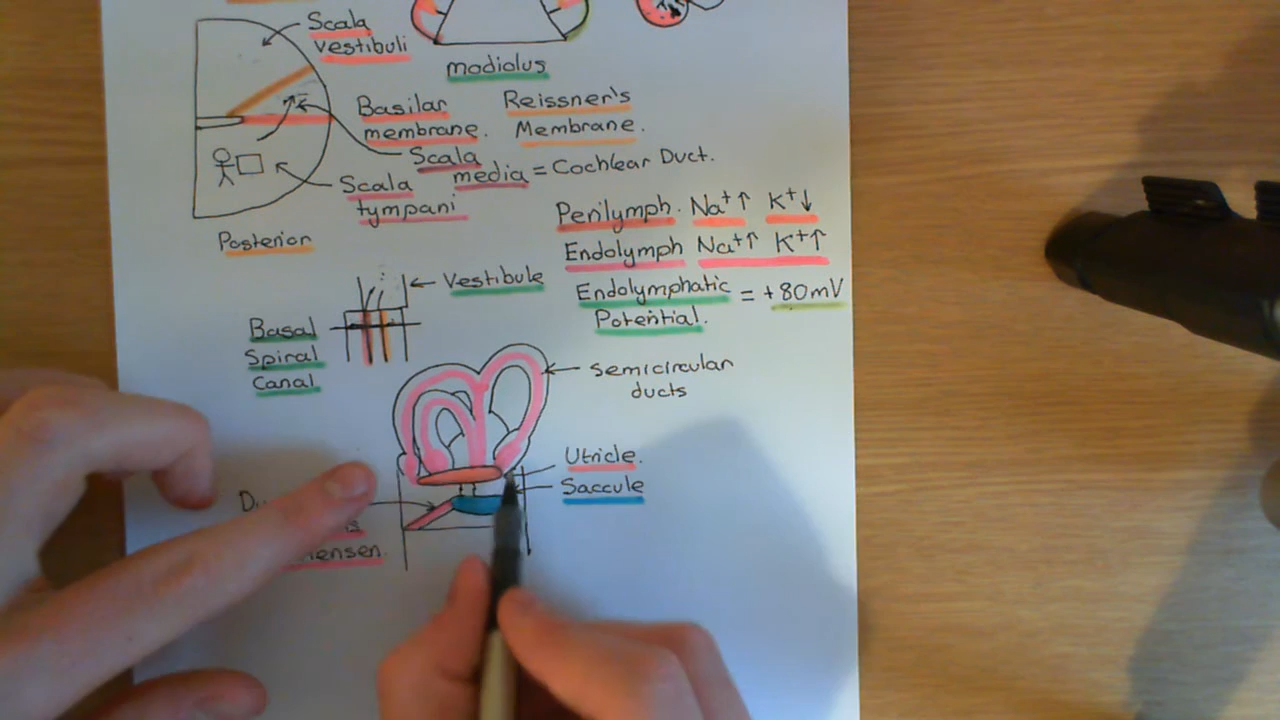 Scala
vestibuli
modiolus
Basilar
membrane.
Reissner's
Membrane.
Scala
media = Cochlear Duct.
Scala
tympani
Posterior
Perilymph. Na+↑ K+↓
Endolymph Na+↑ K+↑
Endolymphatic
Potential. = +80mV
Vestibule
Basal
Spiral
Canal
semicircular
ducts
Utricle.
Saccule